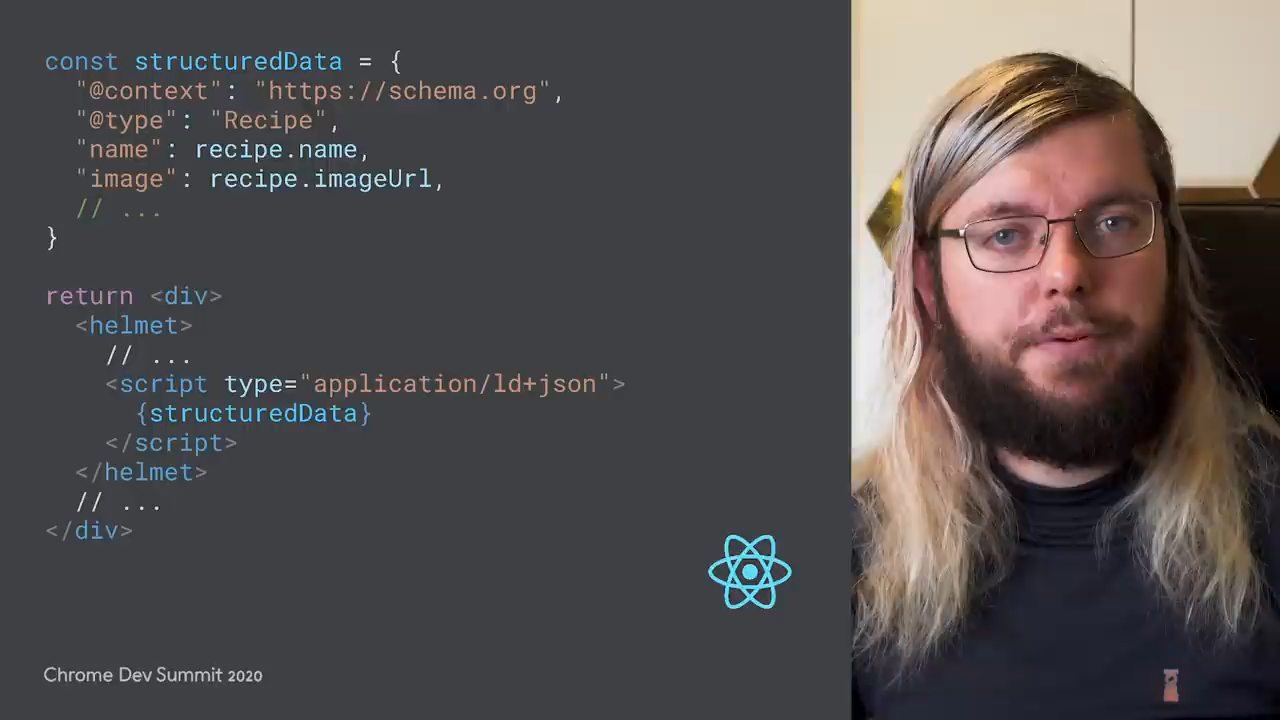 const structuredData = {
"@context": "https://schema.org",
"@type": "Recipe",
"name": recipe.name,
"image": recipe.imageUrl,
// ...
}
return <div>
<helmet>
// ...
<script type="application/ld+json">
{structuredData}
</script>
</helmet>
// ...
</div>
Chrome Dev Summit 2020